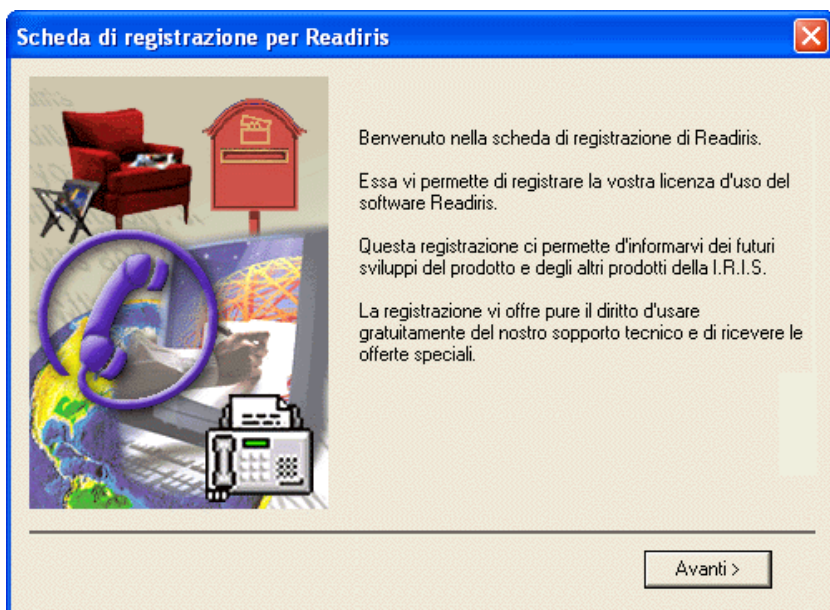 Scheda di registrazione per Readiris
Benvenuto nella scheda di registrazione di Readiris.
Essa vi permette di registrare la vostra licenza d'uso del
software Readiris.
Questa registrazione ci permette d'informarvi dei futuri
sviluppi del prodotto e degli altri prodotti della I.R.I.S.
La registrazione vi offre pure il diritto d'usare
gratuitamente del nostro sopporto tecnico e di ricevere le
offerte speciali.
Avanti >